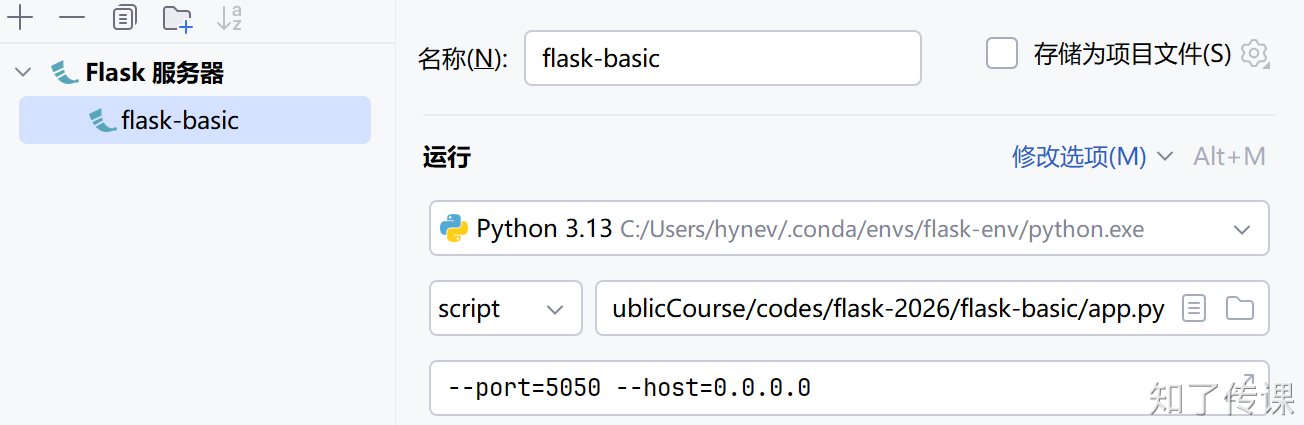 Flask 服务器
flask-basic
名称(N): flask-basic
存储为项目文件(S)
运行
修改选项(M) Alt+M
Python 3.13 C:/Users/hynev/.conda/envs/flask-env/python.exe
script
ublicCourse/codes/flask-2026/flask-basic/app.py
--port=5050 --host=0.0.0.0
知了传课